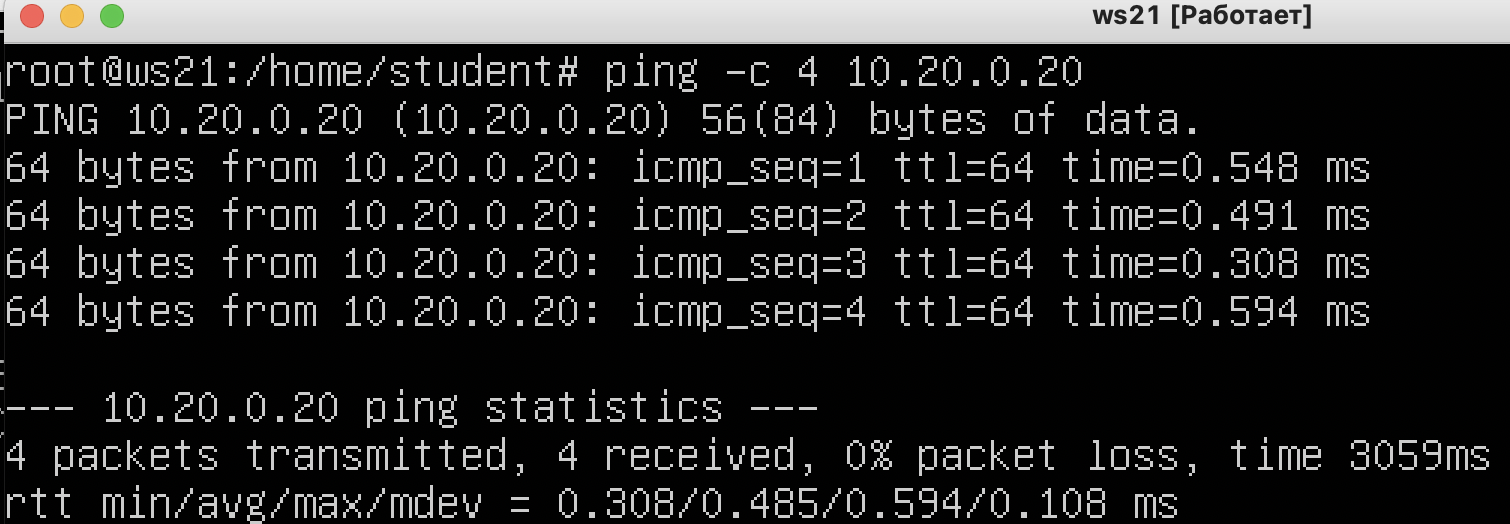 ws21 [Работает]
root@ws21:/home/student# ping -c 4 10.20.0.20
PING 10.20.0.20 (10.20.0.20) 56(84) bytes of data.
64 bytes from 10.20.0.20: icmp_seq=1 ttl=64 time=0.548 ms
64 bytes from 10.20.0.20: icmp_seq=2 ttl=64 time=0.491 ms
64 bytes from 10.20.0.20: icmp_seq=3 ttl=64 time=0.308 ms
64 bytes from 10.20.0.20: icmp_seq=4 ttl=64 time=0.594 ms
--- 10.20.0.20 ping statistics ---
4 packets transmitted, 4 received, 0% packet loss, time 3059ms
rtt min/avg/max/mdev = 0.308/0.485/0.594/0.108 ms